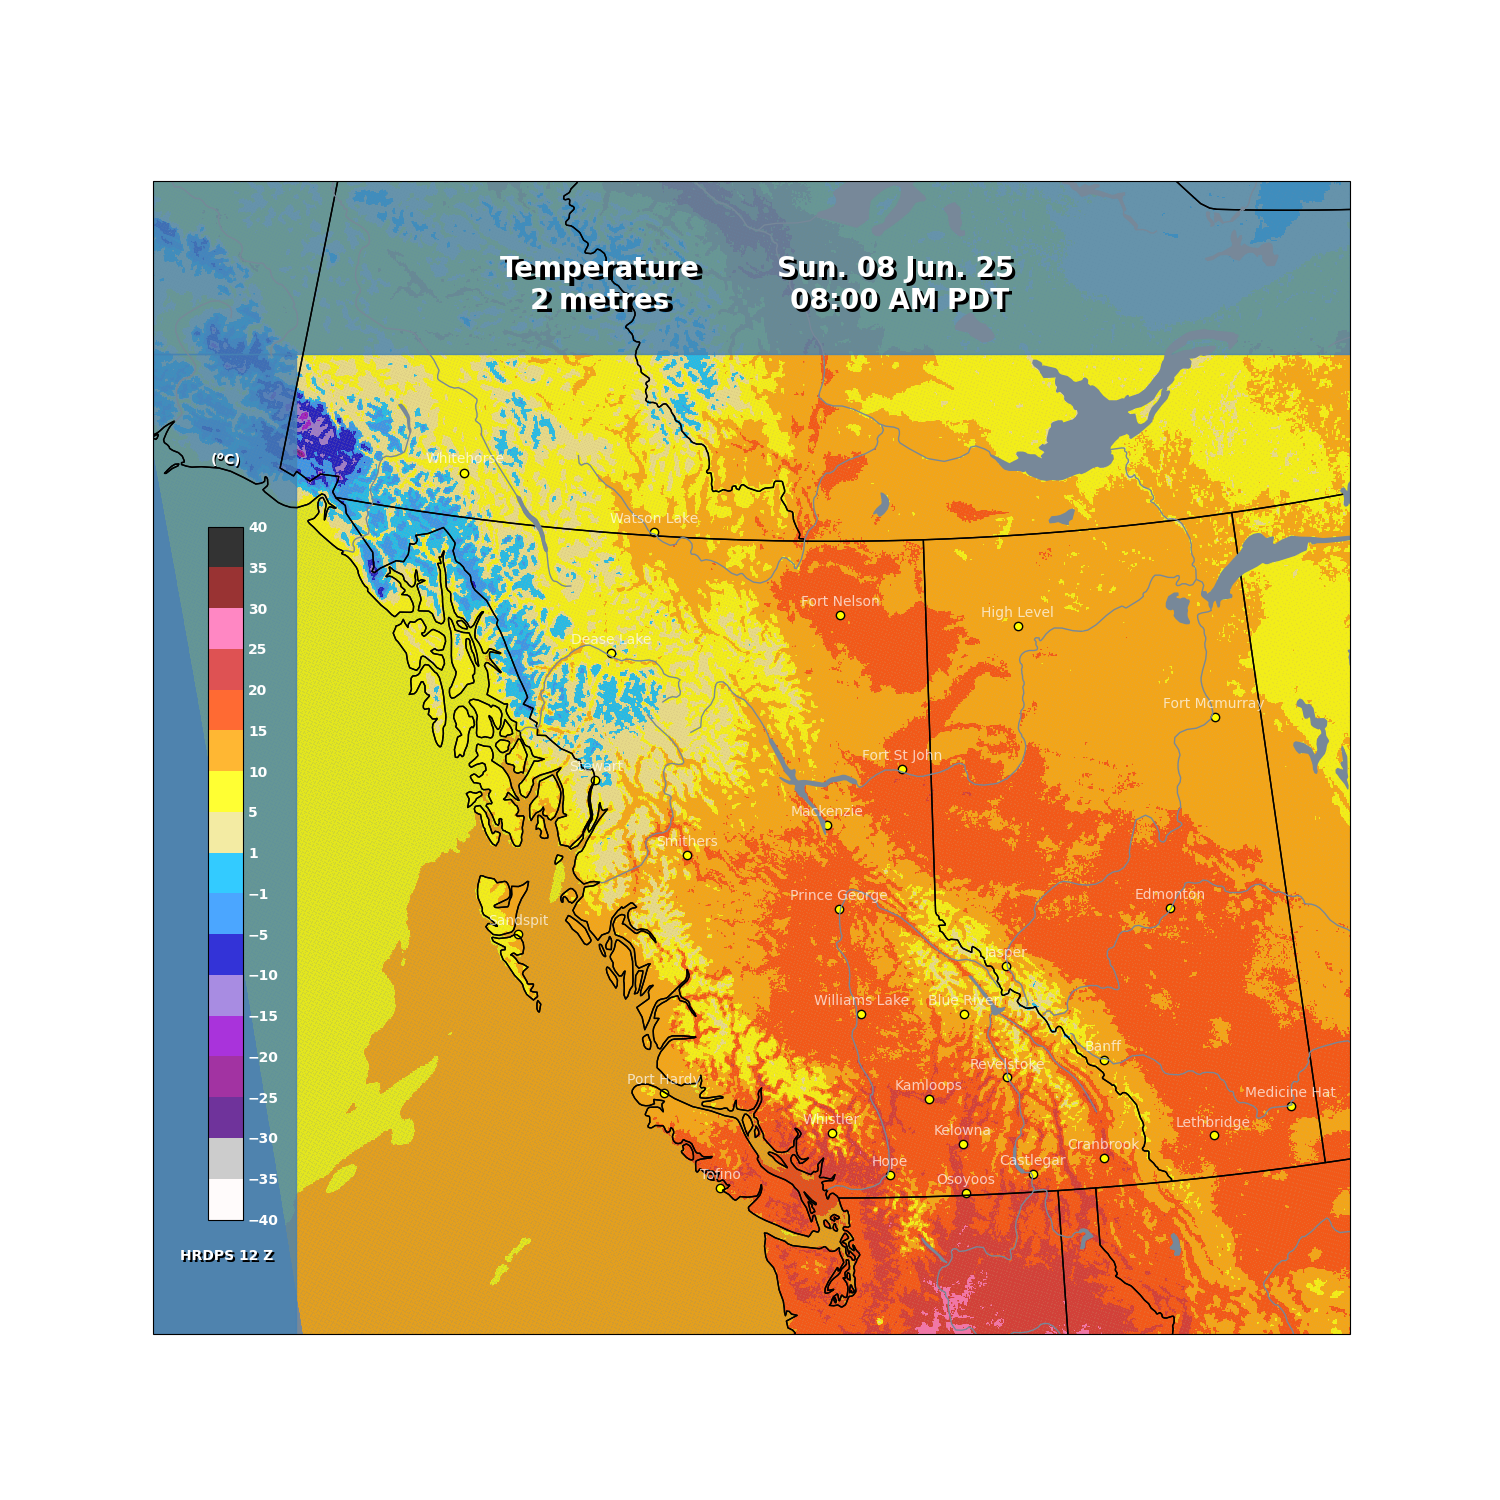 Temperature
2 metres
Sun. 08 Jun. 25
08:00 AM PDT
(°C)
40
35
30
25
20
15
10
5
1
−1
−5
−10
−15
−20
−25
−30
−35
−40
HRDPS 12 Z
Whitehorse
Watson Lake
Fort Nelson
High Level
Dease Lake
Fort Mcmurray
Fort St John
Stewart
Mackenzie
Smithers
Prince George
Edmonton
Sandspit
Jasper
Williams Lake
Blue River
Banff
Revelstoke
Port Hardy
Kamloops
Medicine Hat
Whistler
Lethbridge
Kelowna
Cranbrook
Hope
Castlegar
Tofino
Osoyoos